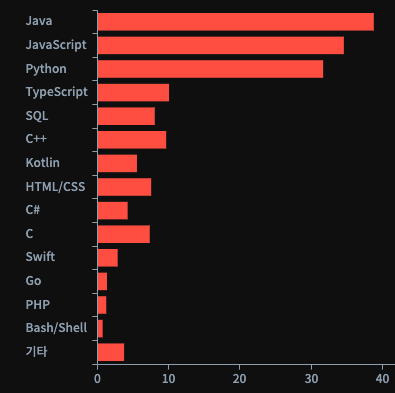 Java
JavaScript
Python
TypeScript
SQL
C++
Kotlin
HTML/CSS
C#
C
Swift
Go
PHP
Bash/Shell
기타
0 10 20 30 40